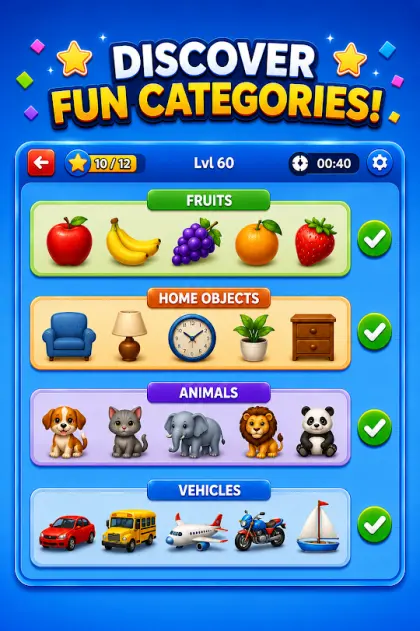 DISCOVER
FUN CATEGORIES!
10/12
Lvl 60
00:40
FRUITS
HOME OBJECTS
ANIMALS
VEHICLES